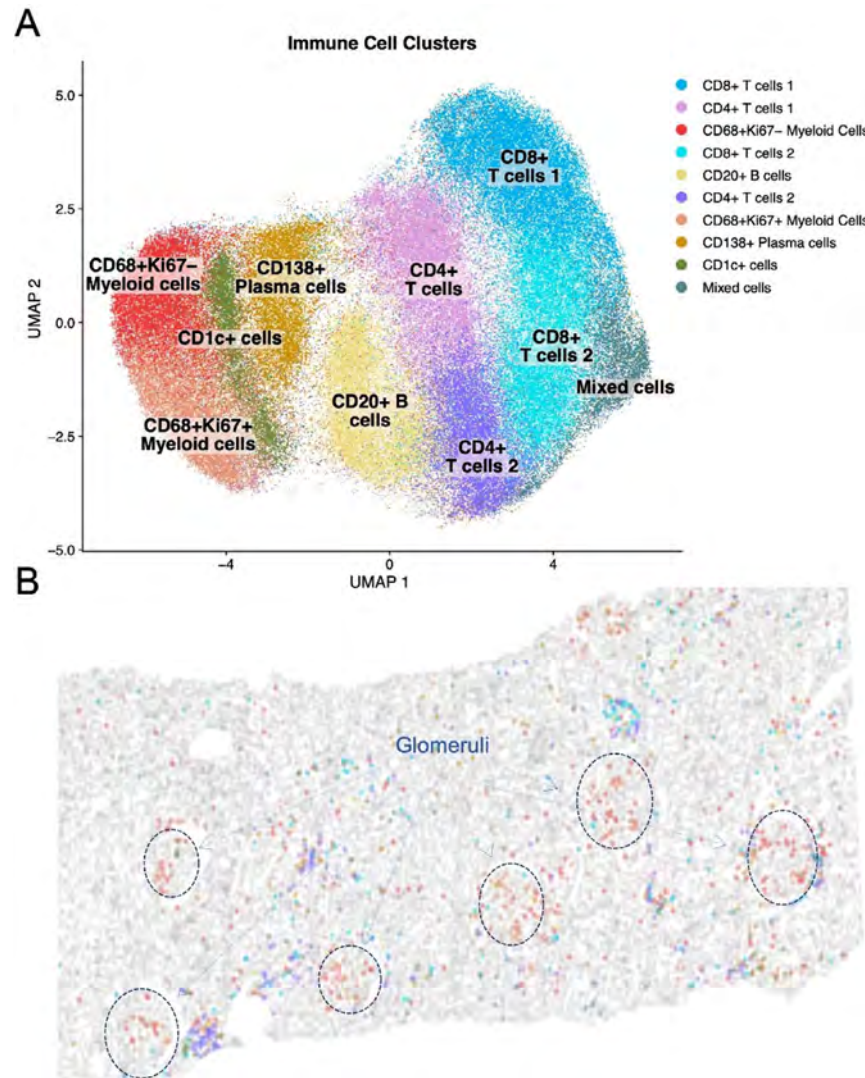 A
Immune Cell Clusters
5.0
2.5
0.0
-2.5
-5.0
UMAP 2
-4
0
4
UMAP 1
CD8+
T cells 1
CD68+Ki67-
Myeloid cells
CD138+
Plasma cells
CD4+
T cells
CD1c+ cells
CD8+
T cells 2
Mixed cells
CD68+Ki67+
Myeloid cells
CD20+ B
cells
CD4+
T cells 2
CD8+ T cells 1
CD4+ T cells 1
CD68+Ki67- Myeloid Cells
CD8+ T cells 2
CD20+ B cells
CD4+ T cells 2
CD68+Ki67+ Myeloid Cells
CD138+ Plasma cells
CD1c+ cells
Mixed cells
B
Glomeruli